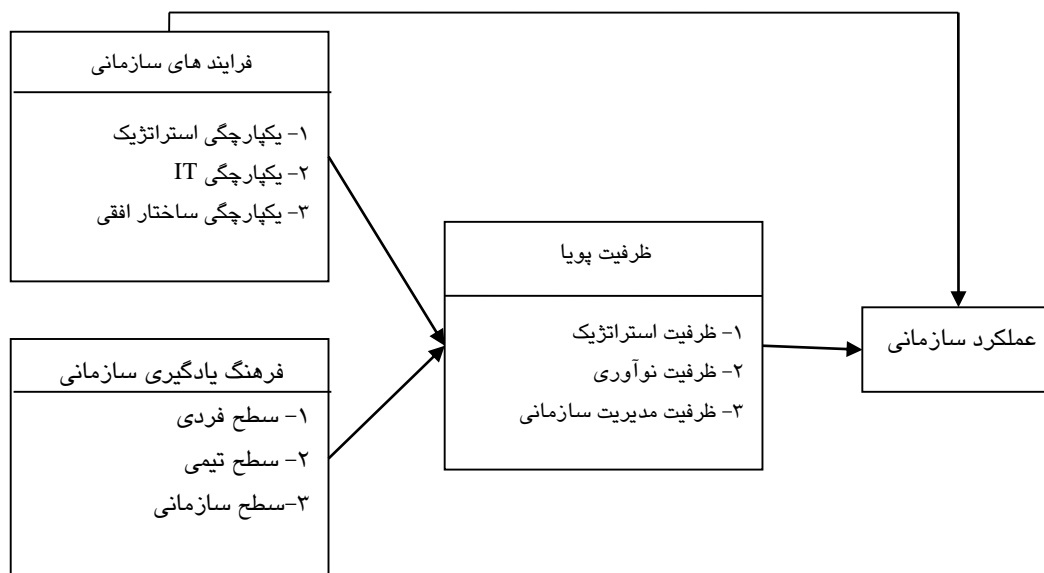 فرایند های سازمانی
۱- یکپارچگی استراتژیک
۲- یکپارچگی IT
۳- یکپارچگی ساختار افقی
فرهنگ یادگیری سازمانی
۱- سطح فردی
۲- سطح تیمی
۳-سطح سازمانی
ظرفیت پویا
۱- ظرفیت استراتژیک
۲- ظرفیت نوآوری
۳- ظرفیت مدیریت سازمانی
عملکرد سازمانی